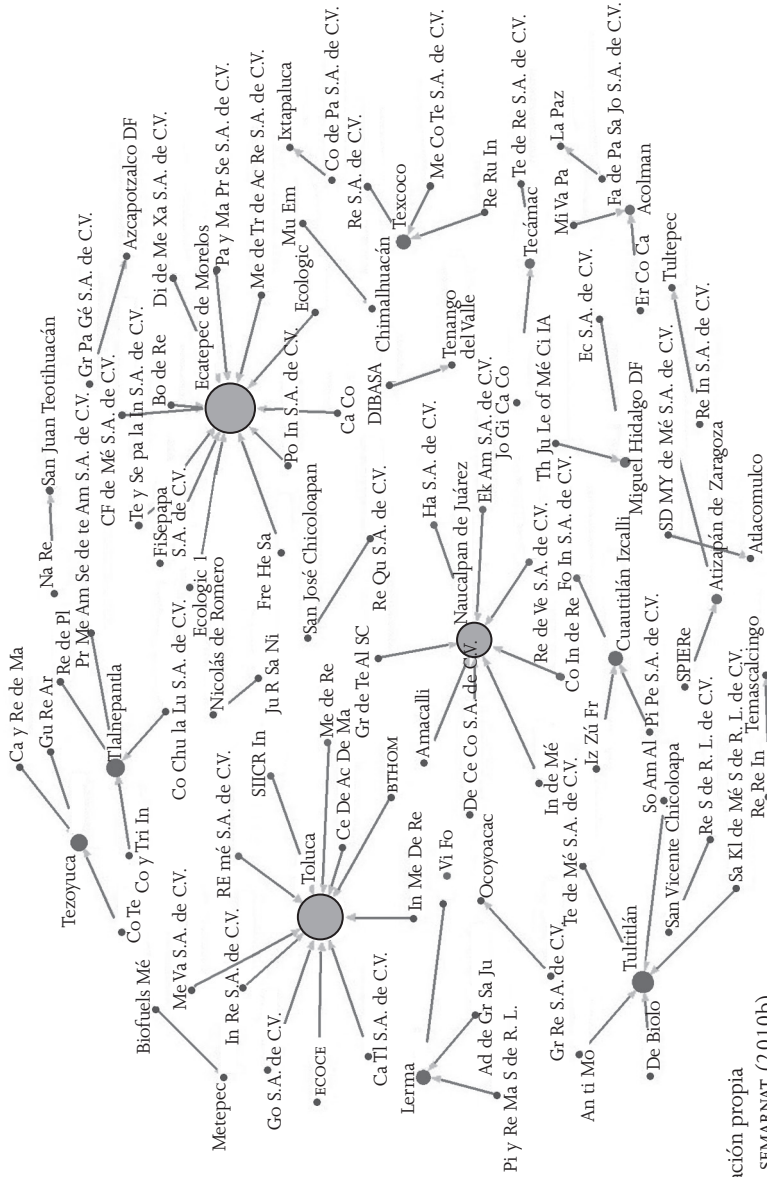 Ca y Re de Ma
Gu Re Ar
Re de Pl
Pr Me Am Se de te Am S.A. de C.V.
Na Re
San Juan Teotihuacán
Gr Pa Gé S.A. de C.V.
Azcapotzalco DF
CF de Mé S.A. de C.V.
Te y Se pa la In S.A. de C.V.
Bo de Re
Di de Me Xa S.A. de C.V.
Ecatepec de Morelos
Pa y Ma Pr Se S.A. de C.V.
Me de Tr de Ac Re S.A. de C.V.
Ecologic
Mu Em
Ixtapaluca
Co de Pa S.A. de C.V.
Tezoyuca
Tlalnepantla
Co Te
Co y Tri In
Co Chu la Lu S.A. de C.V.
FiSepapa
S.A. de C.V.
Ecologic 1
Nicolás de Romero
Ju R Sa Ni
Fre He Sa
Po In S.A. de C.V.
Ca Co
San José Chicoloapan
Re Qu S.A. de C.V.
Chimalhuacán
DIBASA
Tenango
del Valle
Re S.A. de C.V.
Texcoco
Me Co Te S.A. de C.V.
Re Ru In
Biofuels Mé
Me Va S.A. de C.V.
In Re S.A. de C.V.
RE mé S.A. de C.V.
SIICR In
Toluca
Me de Re
Ce De Ac De Ma
BTHOM
In Me De Re
Metepec
Go S.A. de C.V.
ECOCE
Ca Tl S.A. de C.V.
Gr de Te Al SC
Naucalpan de Juárez
Ha S.A. de C.V.
Ek Am S.A. de C.V.
Jo Gi Ca Co
Amacalli
De Ce Co S.A. de C.V.
In de Mé
Re de Ve S.A. de C.V.
Co In de Re
Fo In S.A. de C.V.
Tecámac
Te de Re S.A. de C.V.
Th Ju Le of Mé Ci IA
Miguel Hidalgo DF
Ec S.A. de C.V.
Mi Va Pa
La Paz
Fa de Pa Sa Jo S.A. de C.V.
Acolman
Er Co Ca
Lerma
Vi Fo
Ad de Gr Sa Ju
Pi y Re Ma S de R. L.
Ocoyoacac
Gr Re S.A. de C.V.
Iz Zú Fr
Cuautitlán Izcalli
Pi Pe S.A. de C.V.
SPIERe
Atizapán de Zaragoza
SD MY de Mé S.A. de C.V.
Atlacomulco
Re In S.A. de C.V.
Tultepec
An ti Mo
De Biolo
Tultitlán
Te de Mé S.A. de C.V.
So Am Al
San Vicente Chicoloapa
Re S de R. L. de C.V.
Sa Kl de Mé S de R. L. de C.V.
Re Re In
Temascalcingo
ación propia
SEMARNAT (2010b)